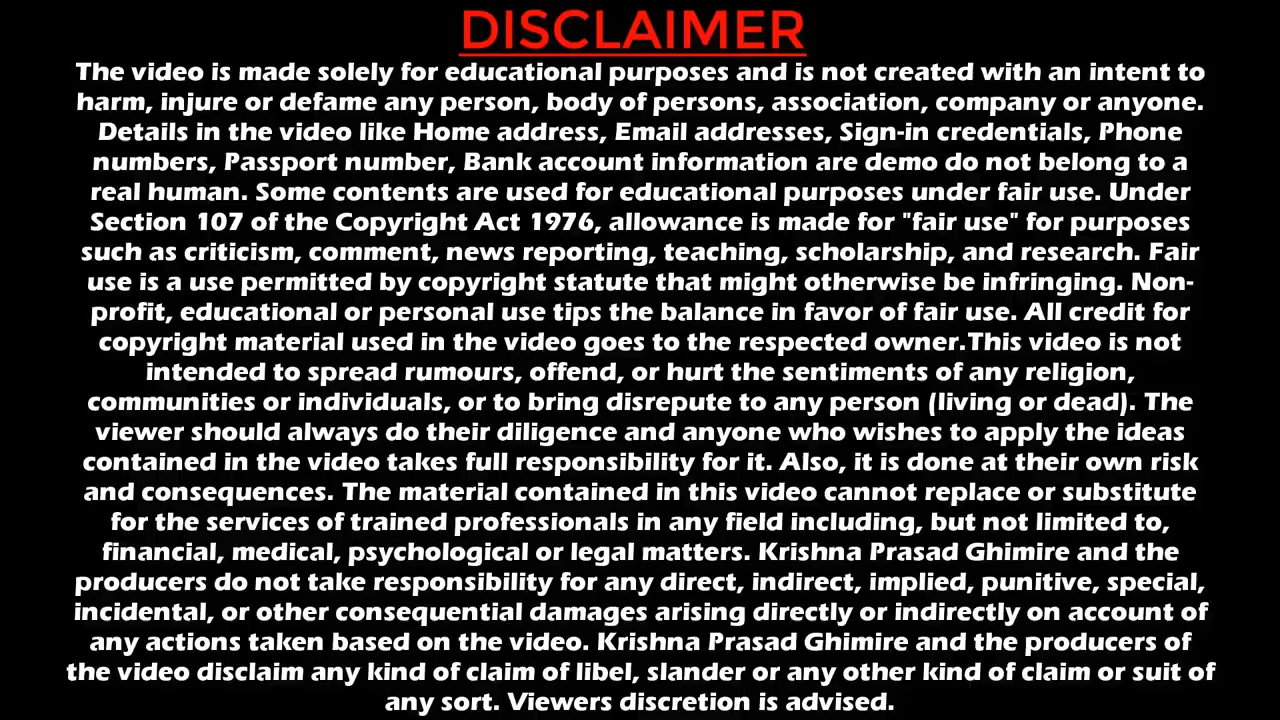 DISCLAIMER
The video is made solely for educational purposes and is not created with an intent to
harm, injure or defame any person, body of persons, association, company or anyone.
Details in the video like Home address, Email addresses, Sign-in credentials, Phone
numbers, Passport number, Bank account information are demo do not belong to a
real human. Some contents are used for educational purposes under fair use. Under
Section 107 of the Copyright Act 1976, allowance is made for "fair use" for purposes
such as criticism, comment, news reporting, teaching, scholarship, and research. Fair
use is a use permitted by copyright statute that might otherwise be infringing. Non-
profit, educational or personal use tips the balance in favor of fair use. All credit for
copyright material used in the video goes to the respected owner.This video is not
intended to spread rumours, offend, or hurt the sentiments of any religion,
communities or individuals, or to bring disrepute to any person (living or dead). The
viewer should always do their diligence and anyone who wishes to apply the ideas
contained in the video takes full responsibility for it. Also, it is done at their own risk
and consequences. The material contained in this video cannot replace or substitute
for the services of trained professionals in any field including, but not limited to,
financial, medical, psychological or legal matters. Krishna Prasad Ghimire and the
producers do not take responsibility for any direct, indirect, implied, punitive, special,
incidental, or other consequential damages arising directly or indirectly on account of
any actions taken based on the video. Krishna Prasad Ghimire and the producers of
the video disclaim any kind of claim of libel, slander or any other kind of claim or suit of
any sort. Viewers discretion is advised.